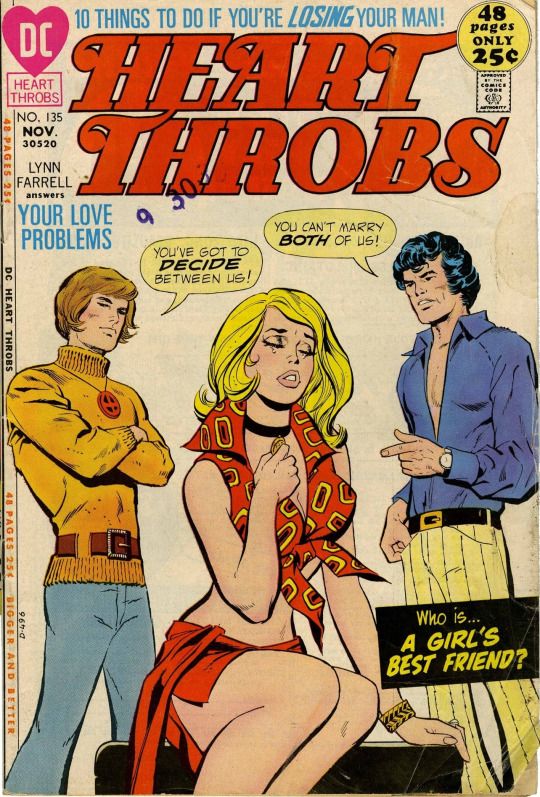 10 THINGS TO DO IF YOU'RE LOSING YOUR MAN!
DC
HEART
THROBS
NO. 135
NOV.
30520
LYNN
FARRELL
answers
YOUR LOVE
PROBLEMS
HEART
THROBS
48
pages
ONLY
25¢
APPROVED
BY THE
COMICS
CODE
AUTHORITY
9 30
YOU'VE GOT TO
DECIDE
BETWEEN US!
YOU CAN'T MARRY
BOTH OF US!
WHO IS...
A GIRL'S
BEST FRIEND?
48 PAGES 25¢
DC HEART THROBS
48 PAGES 25¢ BIGGER AND BETTER
D-496